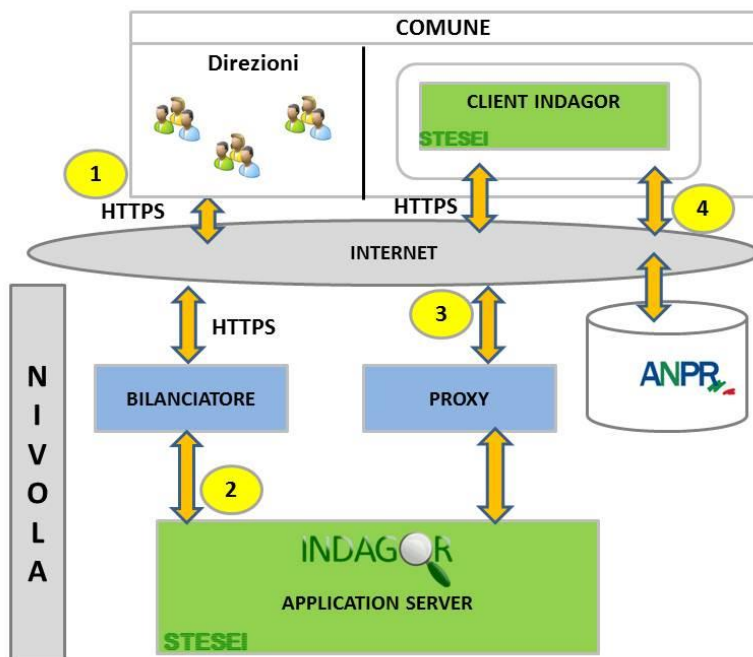 COMUNE
Direzioni
CLIENT INDAGOR
STESEI
1
HTTPS
HTTPS
4
INTERNET
HTTPS
3
NIVOLA
BILANCIATORE
PROXY
ANPR
2
INDAGOR
APPLICATION SERVER
STESEI